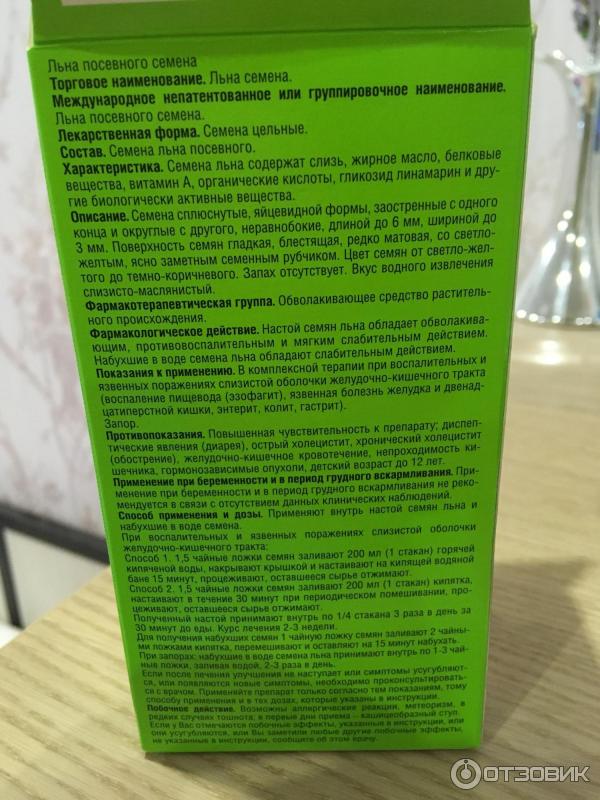 Льна посевного семена
Торговое наименование. Льна семена.
Международное непатентованное или группировочное наименование.
Льна посевного семена.
Лекарственная форма. Семена цельные.
Состав. Семена льна посевного.
Характеристика. Семена льна содержат слизь, жирное масло, белковые
вещества, витамин А, органические кислоты, гликозид линамарин и дру-
гие биологически активные вещества.
Описание. Семена сплюснутые, яйцевидной формы, заостренные с одного
конца и округлые с другого, неравнобокие, длиной до 6 мм, шириной до
3 мм. Поверхность семян гладкая, блестящая, редко матовая, со светло-
желтым, ясно заметным семенным рубчиком. Цвет семян от светло-жел-
того до темно-коричневого. Запах отсутствует. Вкус водного извлечения
слизисто-маслянистый.
Фармакотерапевтическая группа. Обволакивающее средство раститель-
ного происхождения.
Фармакологическое действие. Настой семян льна обладает обволакива-
ющим, противовоспалительным и мягким слабительным действием.
Набухшие в воде семена льна обладают слабительным действием.
Показания к применению. В комплексной терапии при воспалительных и
язвенных поражениях слизистой оболочки желудочно-кишечного тракта
(воспаление пищевода (эзофагит), язвенная болезнь желудка и двенад-
цатиперстной кишки, энтерит, колит, гастрит).
Запор.
Противопоказания. Повышенная чувствительность к препарату; диспеп-
тические явления (диарея), острый холецистит, хронический холецистит
(обострение), желудочно-кишечное кровотечение, непроходимость ки-
шечника, гормонозависимые опухоли, детский возраст до 12 лет.
Применение при беременности и в период грудного вскармливания. При-
менение при беременности и в период грудного вскармливания не реко-
мендуется в связи с отсутствием данных клинических наблюдений.
Способ применения и дозы. Применяют внутрь настой семян льна и
набухшие в воде семена.
При воспалительных и язвенных поражениях слизистой оболочки
желудочно-кишечного тракта:
Способ 1. 1,5 чайные ложки семян заливают 200 мл (1 стакан) горячей
кипяченой воды, накрывают крышкой и настаивают на кипящей водяной
бане 15 минут, процеживают, оставшееся сырье отжимают.
Способ 2. 1,5 чайные ложки семян заливают 200 мл (1 стакан) кипятка,
настаивают в течение 30 минут при периодическом помешивании, про-
цеживают, оставшееся сырье отжимают.
Полученный настой принимают внутрь по 1/4 стакана 3 раза в день за
30 минут до еды. Курс лечения 2-3 недели.
Для получения набухших семян 1 чайную ложку семян заливают 2 чайны-
ми ложками кипятка, перемешивают и оставляют на 15 минут набухать.
При запорах: набухшие в воде семена льна принимают внутрь по 1-3 чай-
ные ложки, запивая водой, 2-3 раза в день.
Если после лечения улучшения не наступает или симптомы усугубляют-
ся, или появляются новые симптомы, необходимо проконсультировать-
ся с врачом. Применяйте препарат только согласно тем показаниям, тому
способу применения и в тех дозах, которые указаны в инструкции.
Побочное действие. Возможны аллергические реакции, метеоризм, в
редких случаях тошнота; в первые дни приема – кашицеобразный стул.
Если у Вас отмечаются побочные эффекты, указанные в инструкции, или
они усугубляются, или Вы заметили любые другие побочные эффекты,
не указанные в инструкции, сообщите об этом врачу.
ОТЗОВИК